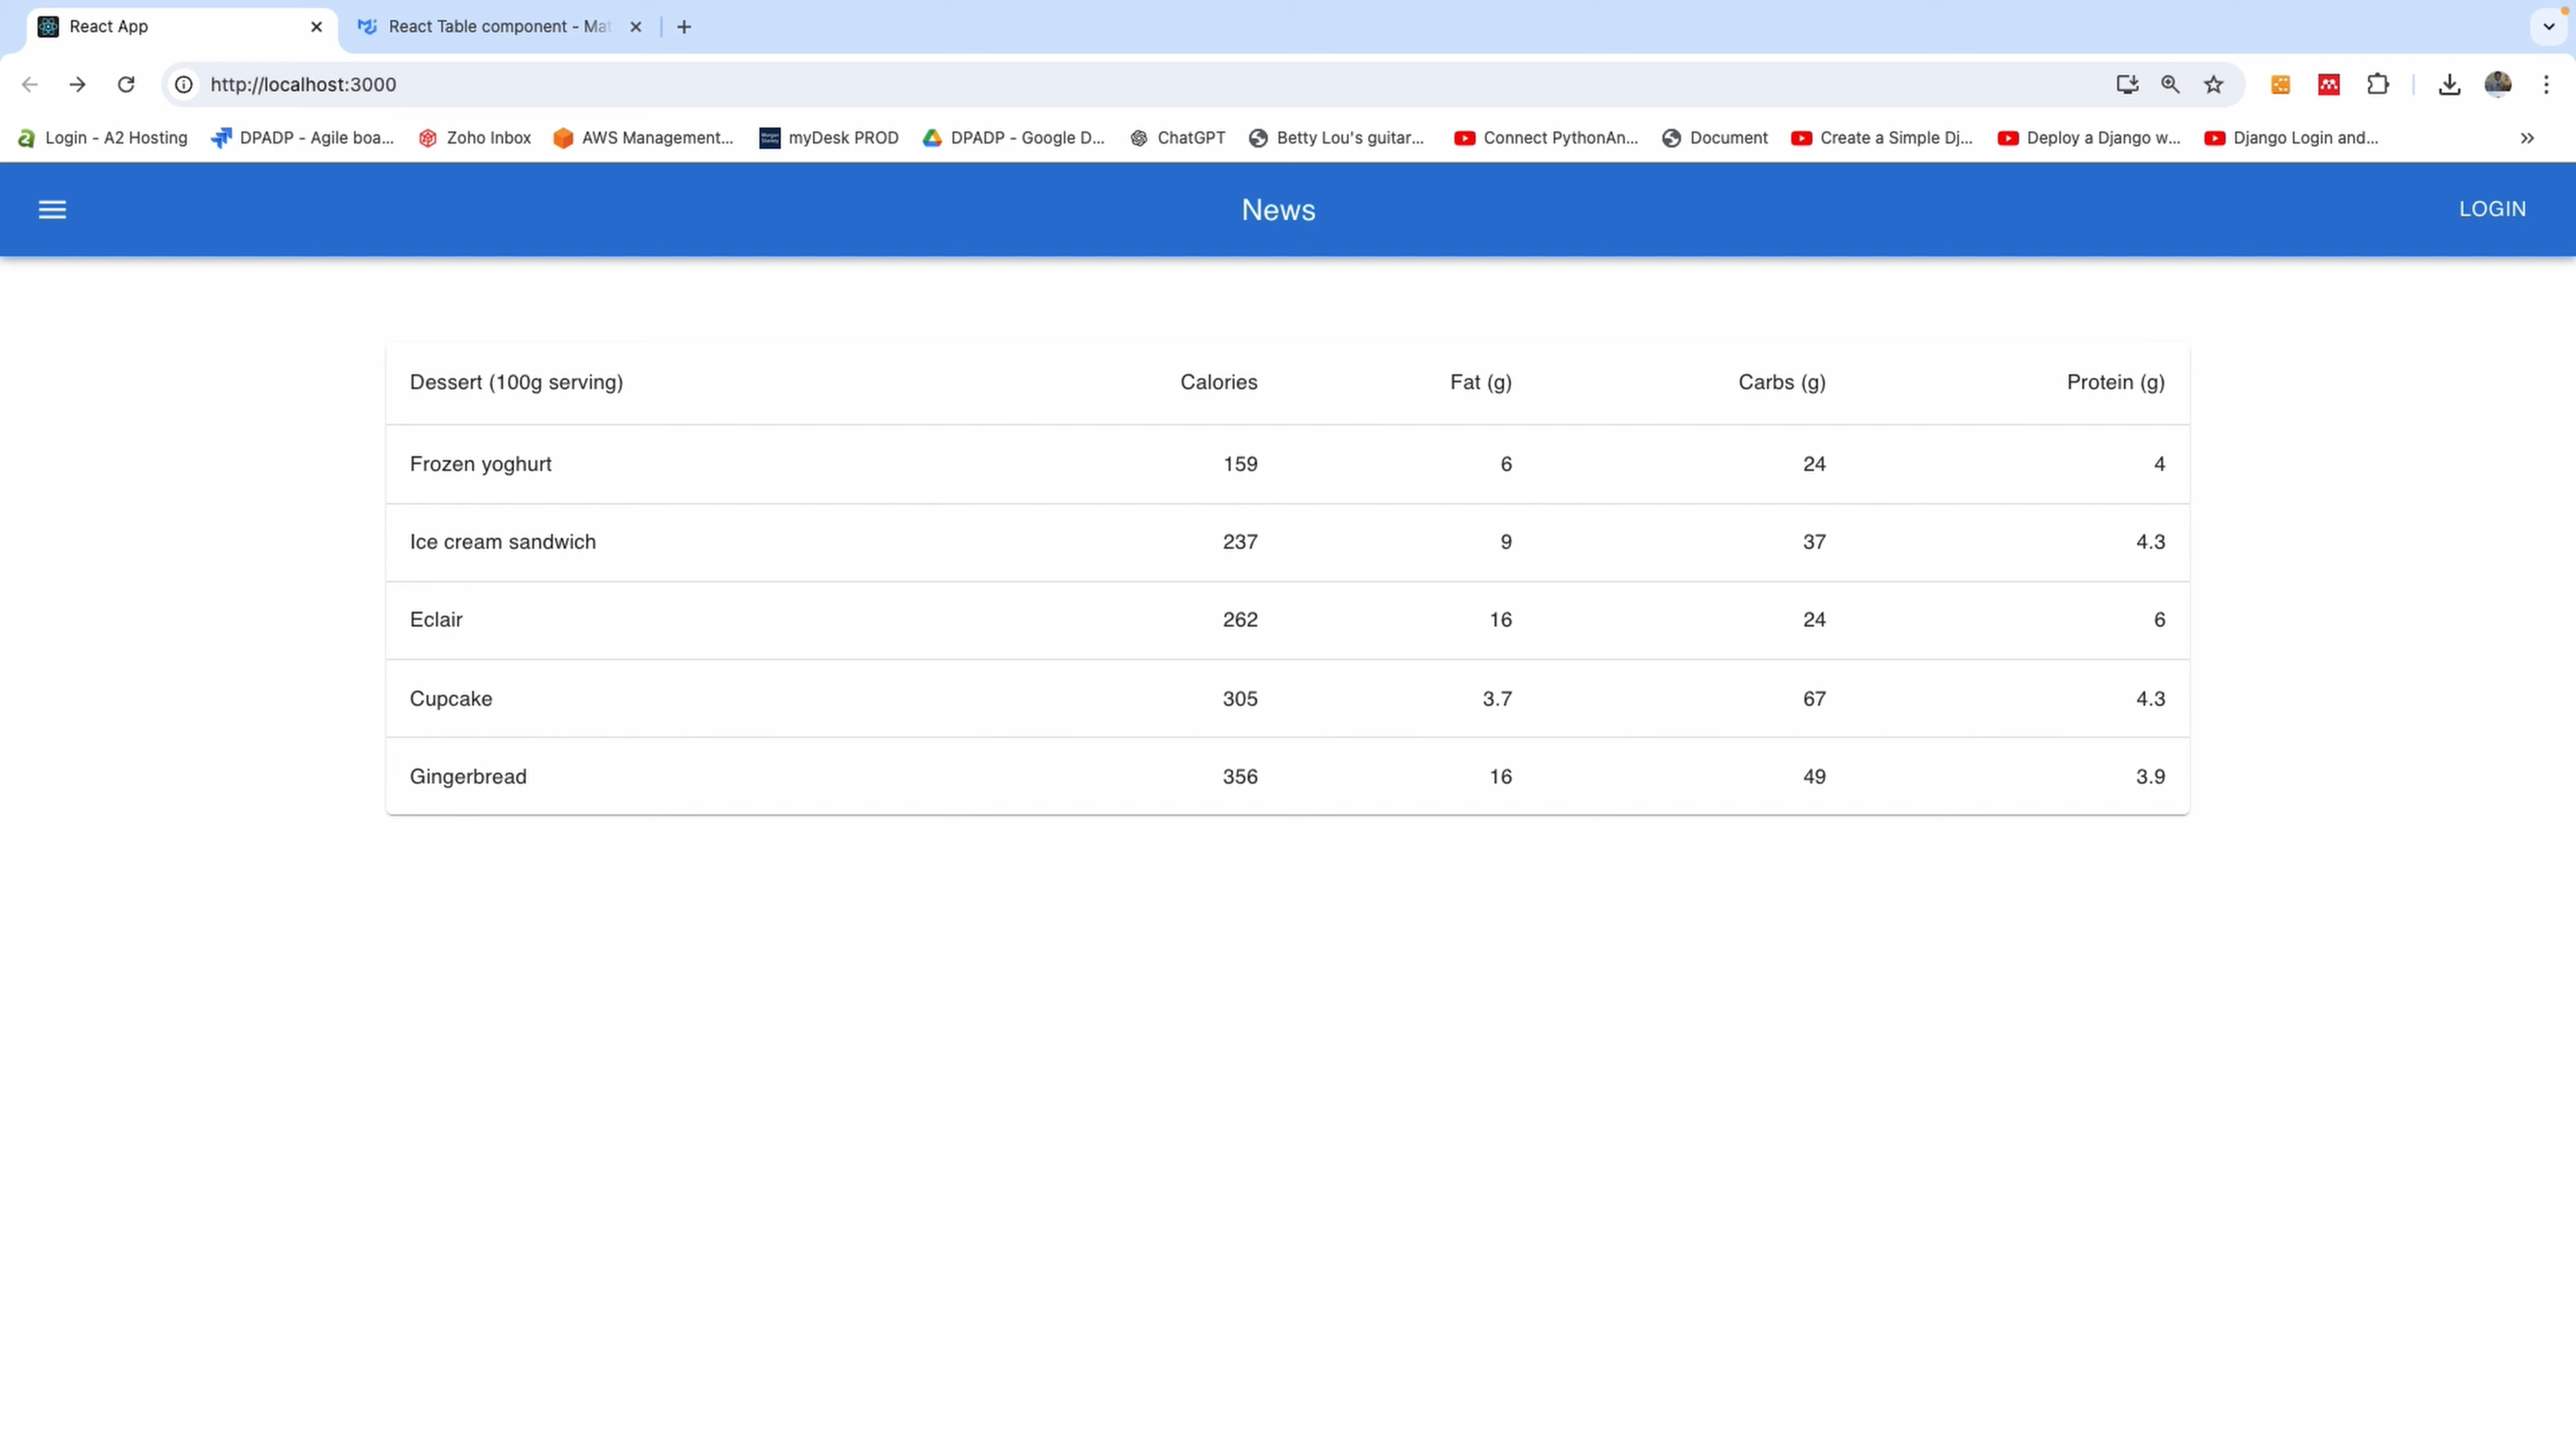 React App
React Table component - Mat
http://localhost:3000
Login - A2 Hosting DPADP - Agile boa... Zoho Inbox AWS Management... myDesk PROD DPADP - Google D... ChatGPT Betty Lou's guitar... Connect PythonAn... Document Create a Simple Dj... Deploy a Django w... Django Login and...
News
LOGIN
Dessert (100g serving) Calories Fat (g) Carbs (g) Protein (g)
Frozen yoghurt 159 6 24 4
Ice cream sandwich 237 9 37 4.3
Eclair 262 16 24 6
Cupcake 305 3.7 67 4.3
Gingerbread 356 16 49 3.9